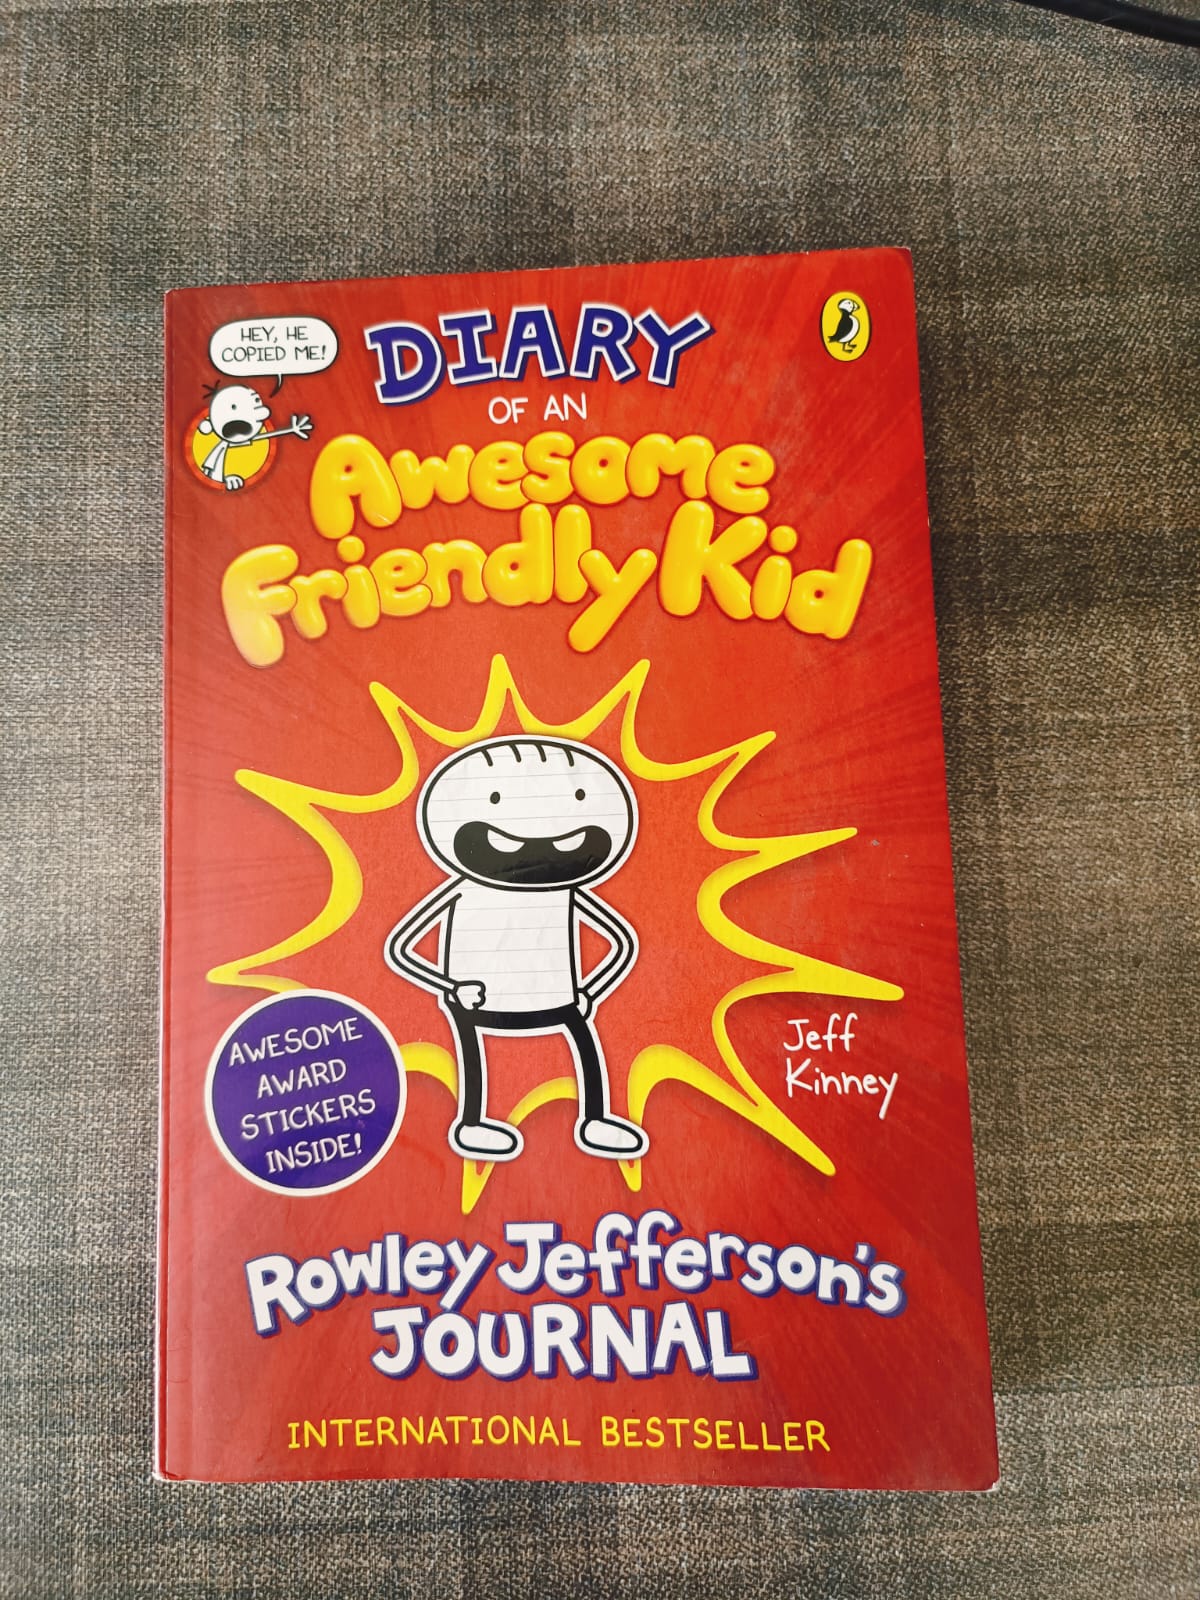 HEY, HE
COPIED ME!
DIARY
OF AN
Awesome
Friendly Kid
Jeff
Kinney
AWESOME
AWARD
STICKERS
INSIDE!
Rowley Jefferson's
JOURNAL
INTERNATIONAL BESTSELLER